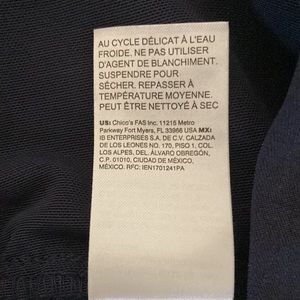 AU CYCLE DÉLICAT À L'EAU
FROIDE. NE PAS UTILISER
D'AGENT DE BLANCHIMENT.
SUSPENDRE POUR
SÉCHER. REPASSER À
TEMPÉRATURE MOYENNE.
PEUT ÊTRE NETTOYÉ À SEC
US: Chico's FAS Inc. 11215 Metro
Parkway Fort Myers, FL 33966 USA MX:
IB ENTERPRISES S.A. DE C.V. CALZADA
DE LOS LEONES NO. 170, PISO 1, COL.
LOS ALPES, DEL. ÁLVARO OBREGÓN,
C.P. 01010, CIUDAD DE MÉXICO,
MÉXICO. RFC: IEN1701241PA